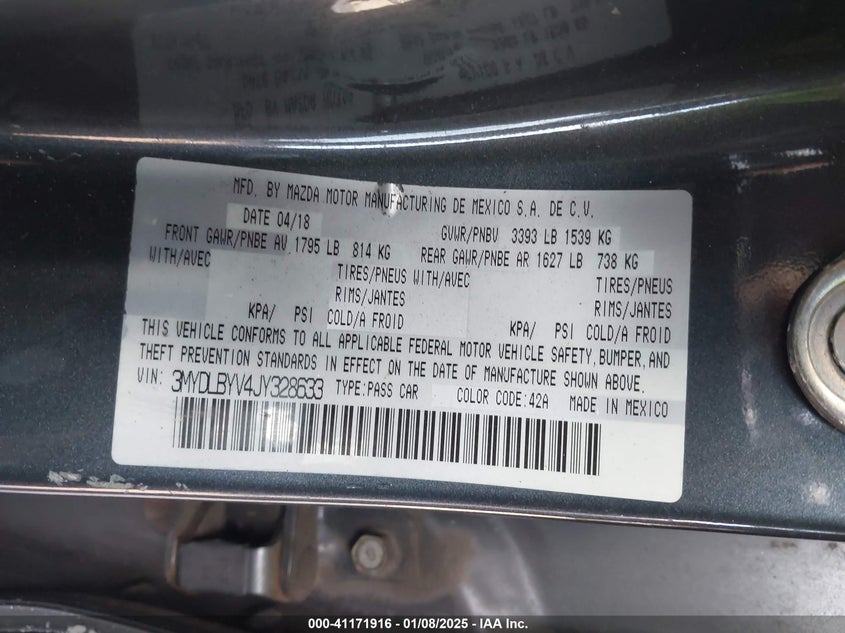 MFD. BY MAZDA MOTOR MANUFACTURING DE MEXICO S.A. DE C.V.
DATE 04/18 GVWR/PNBV 3393 LB 1539 KG
FRONT GAWR/PNBE AV 1795 LB 814 KG REAR GAWR/PNBE AR 1627 LB 738 KG
WITH/AVEC TIRES/PNEUS WITH/AVEC TIRES/PNEUS
RIMS/JANTES RIMS/JANTES
KPA/ PSI COLD/A FROID KPA/ PSI COLD/A FROID
THIS VEHICLE CONFORMS TO ALL APPLICABLE FEDERAL MOTOR VEHICLE SAFETY, BUMPER, AND
THEFT PREVENTION STANDARDS IN EFFECT ON THE DATE OF MANUFACTURE SHOWN ABOVE.
VIN: 3MYDLBYV4JY328633 TYPE:PASS CAR COLOR CODE:42A MADE IN MEXICO
000-41171916 - 01/08/2025 - IAA Inc.